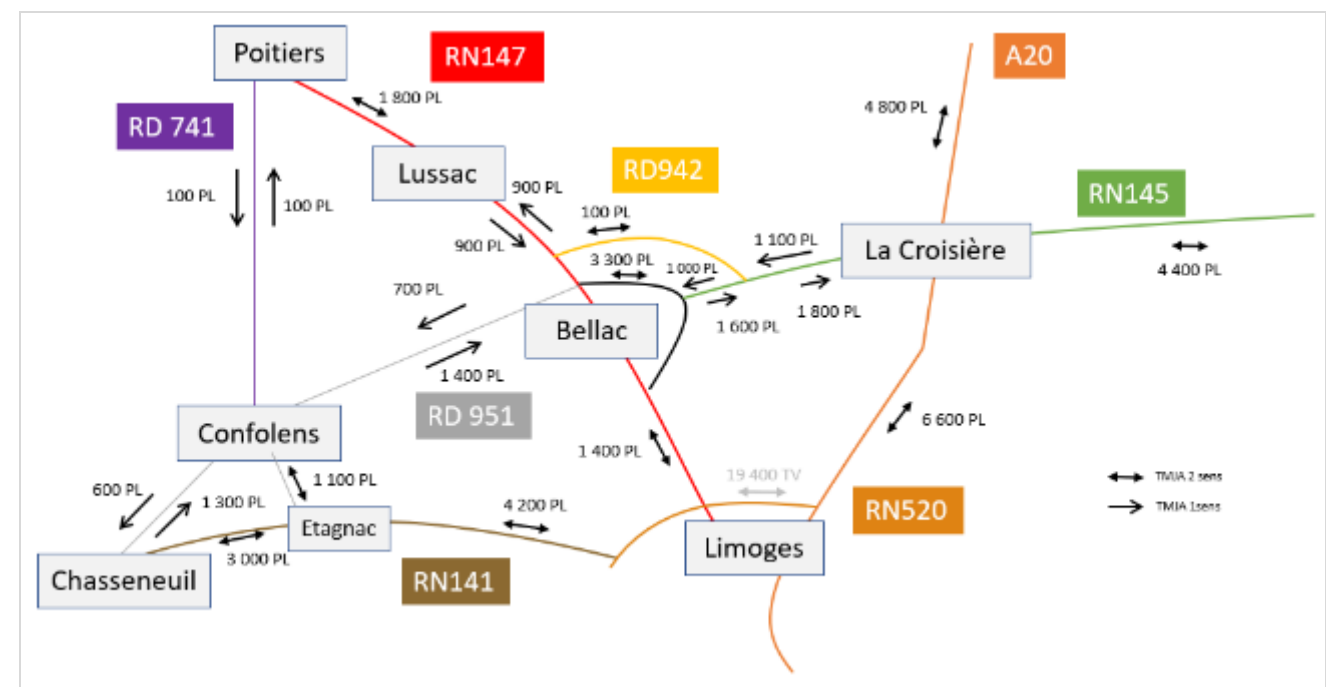 Poitiers
RN147
A20
1 800 PL
4 800 PL
RD 741
Lussac
RD942
RN145
100 PL
100 PL
900 PL
900 PL
100 PL
1 100 PL
La Croisière
4 400 PL
3 300 PL
1 000 PL
1 800 PL
700 PL
1 600 PL
Bellac
1 400 PL
RD 951
Confolens
6 600 PL
1 400 PL
1 100 PL
19 400 TV
TMJA 2 sens
600 PL
1 300 PL
4 200 PL
RN520
TMJA 1sens
Etagnac
3 000 PL
Limoges
Chasseneuil
RN141